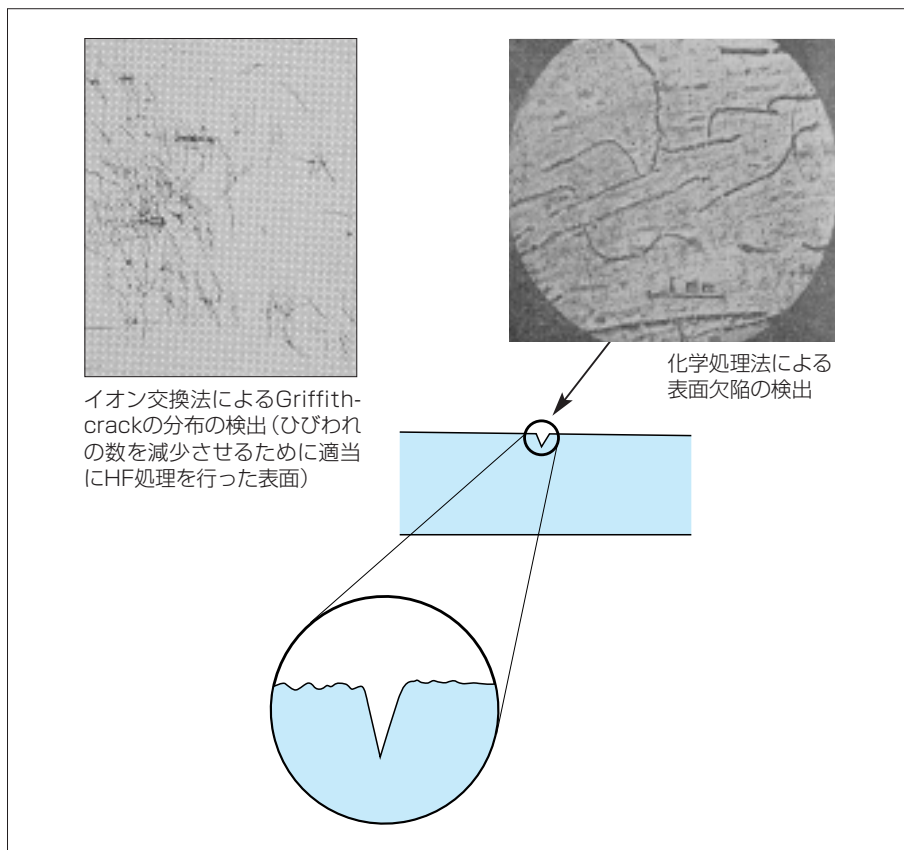 イオン交換法によるGriffith-
crackの分布の検出（ひびわれ
の数を減少させるために適当
にHF処理を行った表面）
化学処理法による
表面欠陥の検出
1 mm